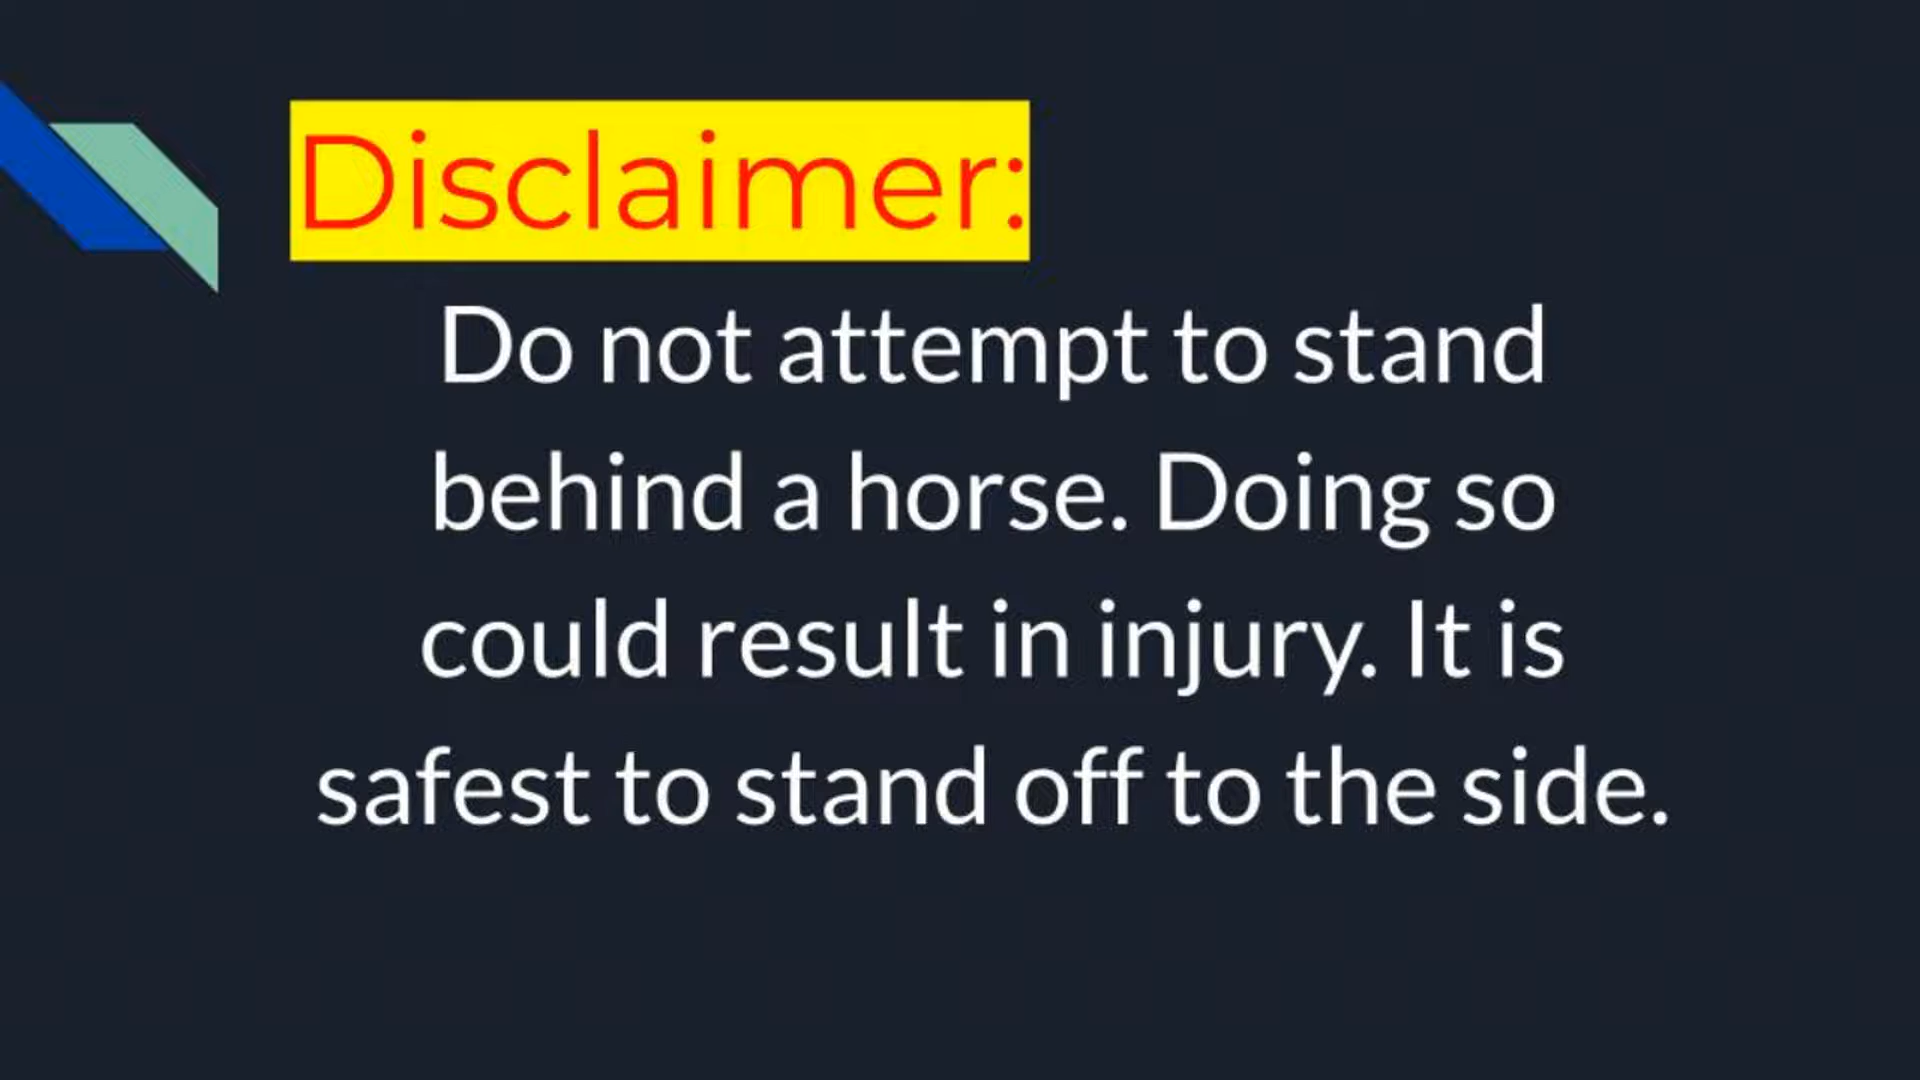 Disclaimer:
Do not attempt to stand
behind a horse. Doing so
could result in injury. It is
safest to stand off to the side.